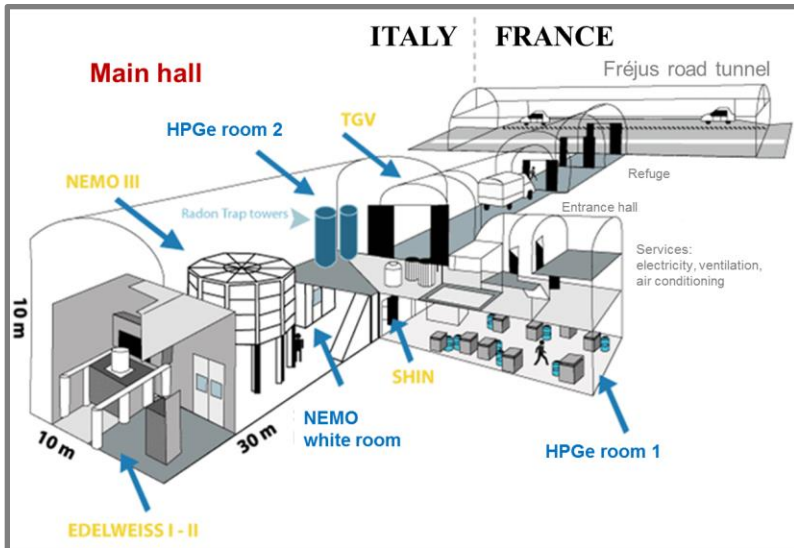 ITALY FRANCE
Main hall
Fréjus road tunnel
HPGe room 2
TGV
NEMO III
Refuge
Radon Trap towers
Entrance hall
Services:
electricity, ventilation,
air conditioning
10 m
SHIN
NEMO
white room
HPGe room 1
10 m
30 m
EDELWEISS I - II